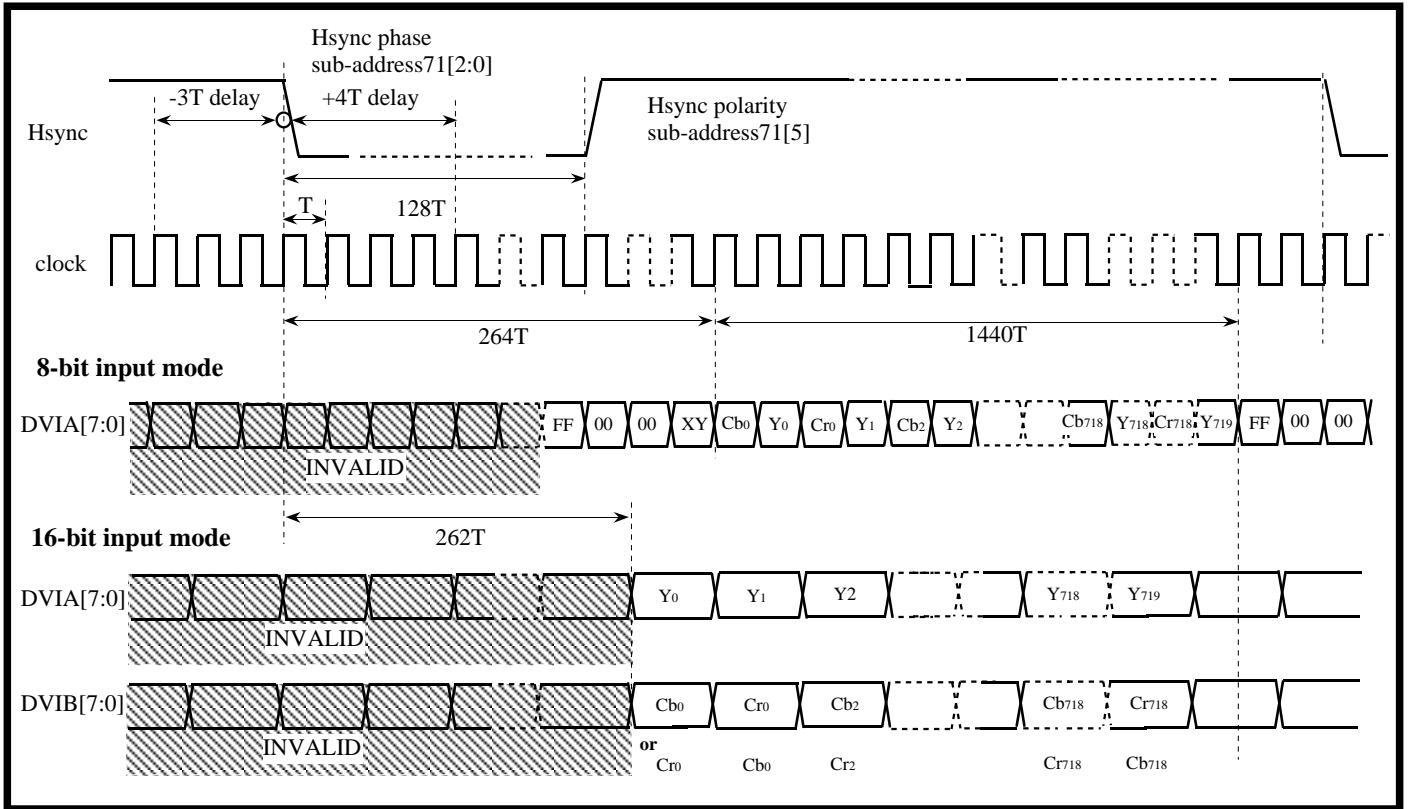 Hsync phase
sub-address71[2:0]
-3T delay
+4T delay
Hsync polarity
sub-address71[5]
Hsync
T
128T
clock
264T
1440T
8-bit input mode
DVIA[7:0]
FF 00 00 XY Cb0 Y0 Cr0 Y1 Cb2 Y2 Cb718 Y718 Cr718 Y719 FF 00 00
INVALID
262T
16-bit input mode
DVIA[7:0]
Y0 Y1 Y2 Y718 Y719
INVALID
DVIB[7:0]
Cb0 Cr0 Cb2 Cb718 Cr718
INVALID
or
Cr0 Cb0 Cr2 Cr718 Cb718